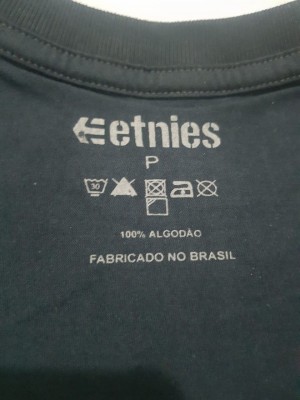 etnies
P
30
100% ALGODÃO
FABRICADO NO BRASIL